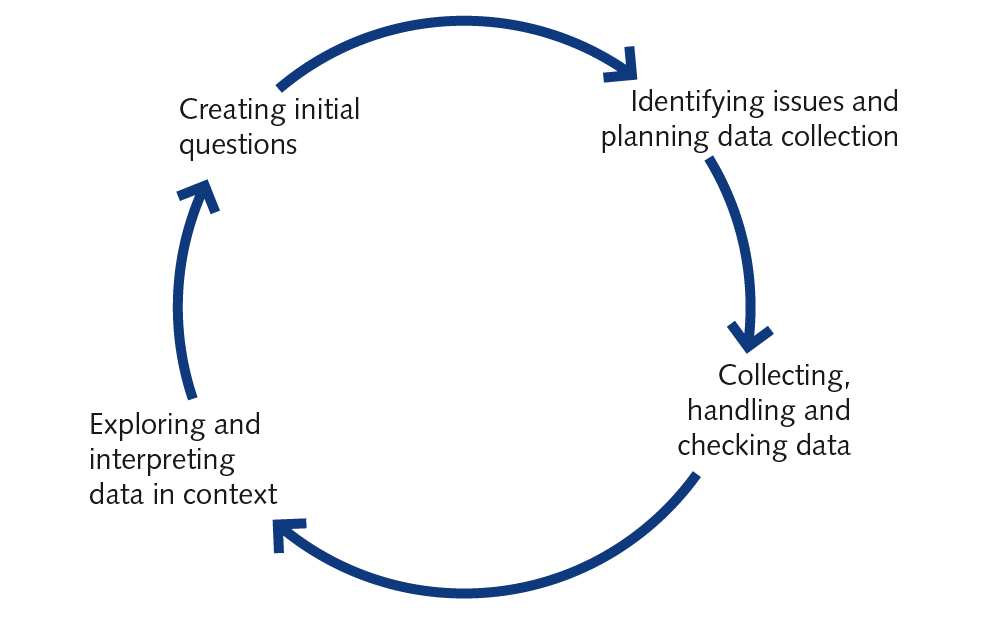 Creating initial
questions
Identifying issues and
planning data collection
Collecting,
handling and
checking data
Exploring and
interpreting
data in context